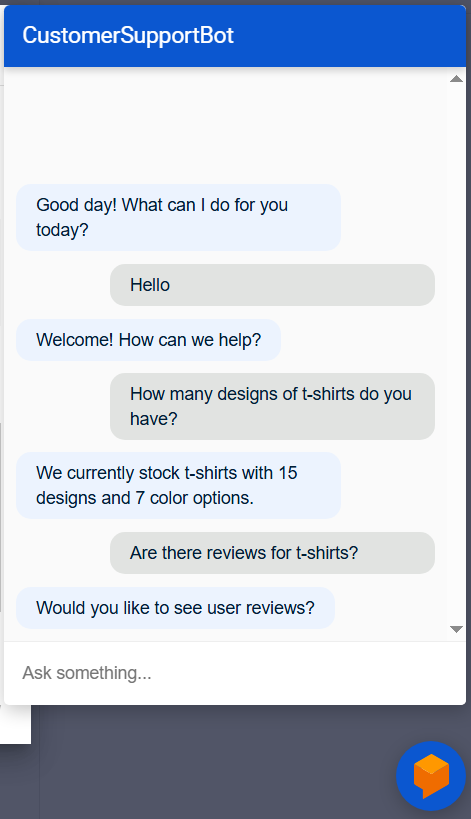 CustomerSupportBot
Good day! What can I do for you
today?
Hello
Welcome! How can we help?
How many designs of t-shirts do you
have?
We currently stock t-shirts with 15
designs and 7 color options.
Are there reviews for t-shirts?
Would you like to see user reviews?
Ask something...